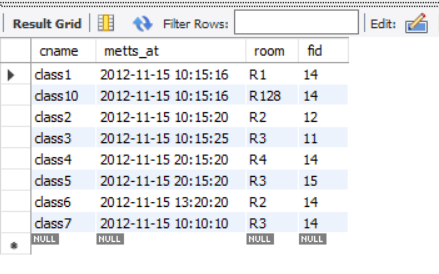 Result Grid Filter Rows: Edit:
cname metts_at room fid
class1 2012-11-15 10:15:16 R1 14
class10 2012-11-15 10:15:16 R128 14
class2 2012-11-15 10:15:20 R2 12
class3 2012-11-15 10:15:25 R3 11
class4 2012-11-15 20:15:20 R4 14
class5 2012-11-15 20:15:20 R3 15
class6 2012-11-15 13:20:20 R2 14
class7 2012-11-15 10:10:10 R3 14
NULL NULL NULL NULL